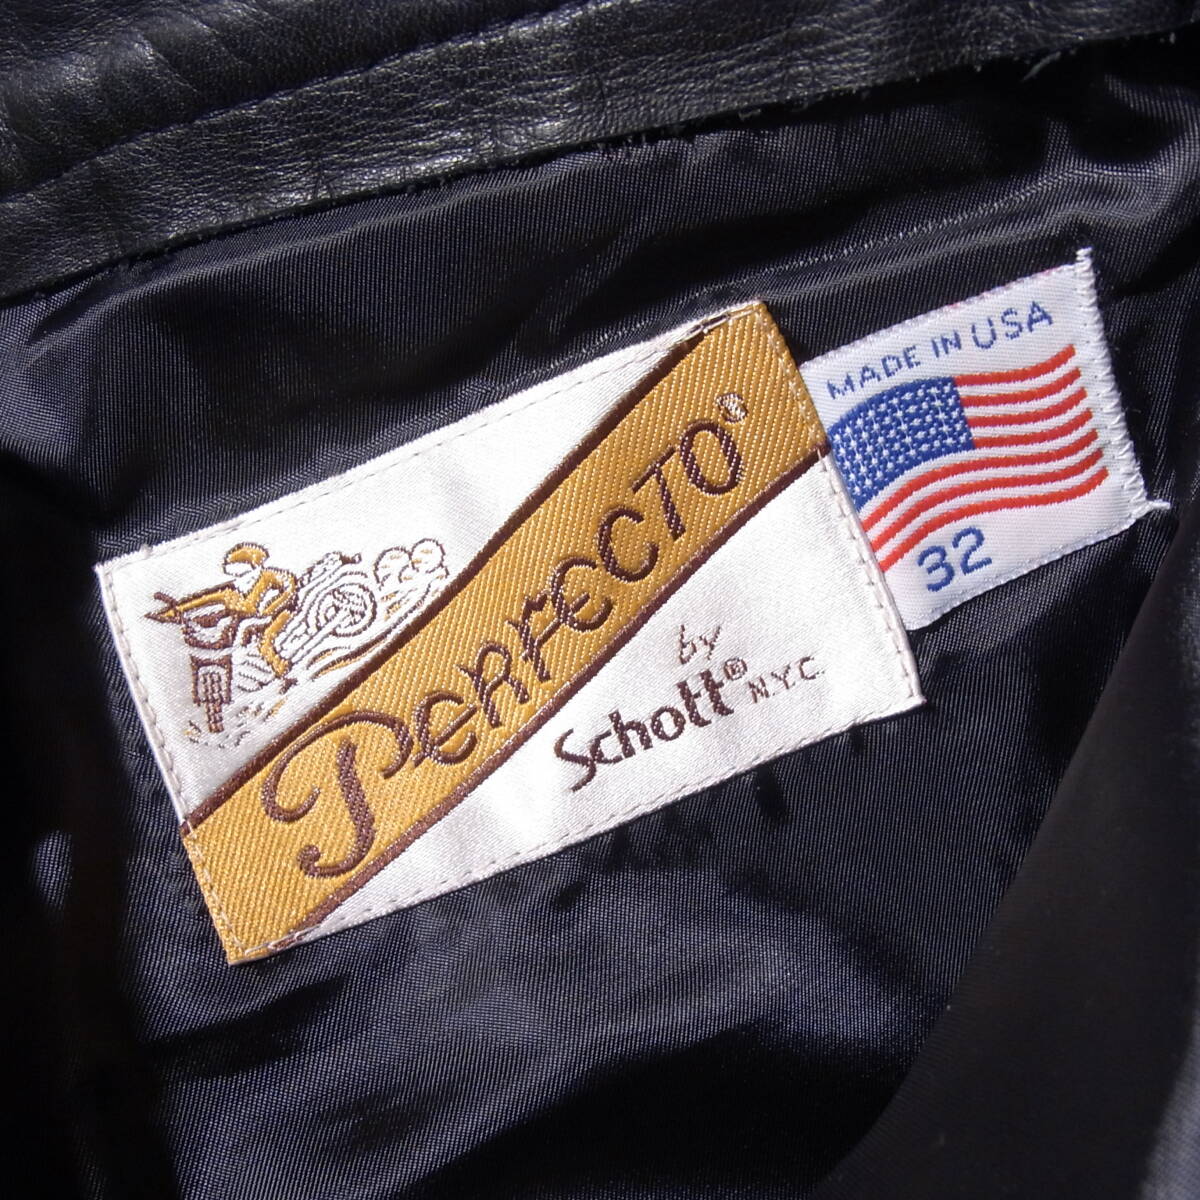 Perfecto®
by
Schott® N.Y.C.
MADE IN USA
32